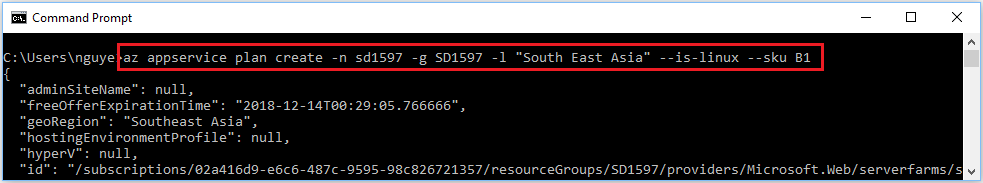 Command Prompt
C:\Users\nguye>az appservice plan create -n sd1597 -g SD1597 -l "South East Asia" --is-linux --sku B1
{
  "adminSiteName": null,
  "freeOfferExpirationTime": "2018-12-14T00:29:05.766666",
  "geoRegion": "Southeast Asia",
  "hostingEnvironmentProfile": null,
  "hyperV": null,
  "id": "/subscriptions/02a416d9-e6c6-487c-9595-98c826721357/resourceGroups/SD1597/providers/Microsoft.Web/serverfarms/s